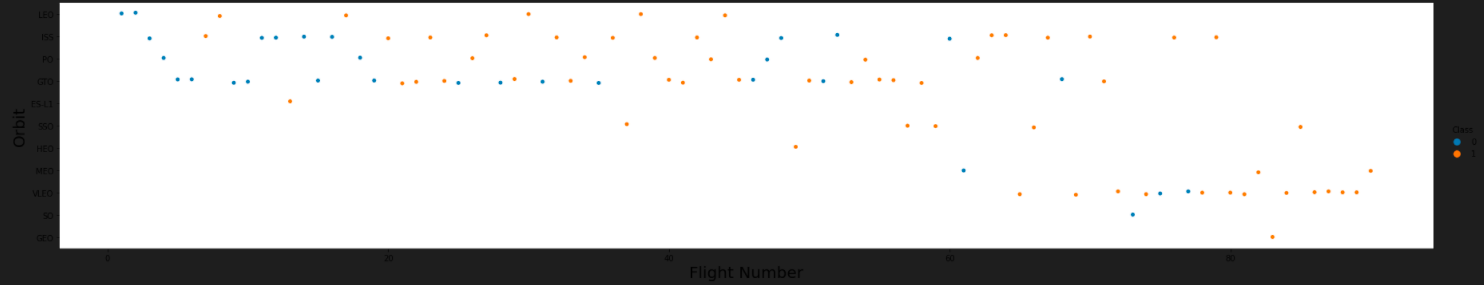 LEO
ISS
PO
GTO
ES-L1
SSO
HEO
MEO
VLEO
SO
GEO
Orbit
0 20 40 60 80
Flight Number
Class
0
1